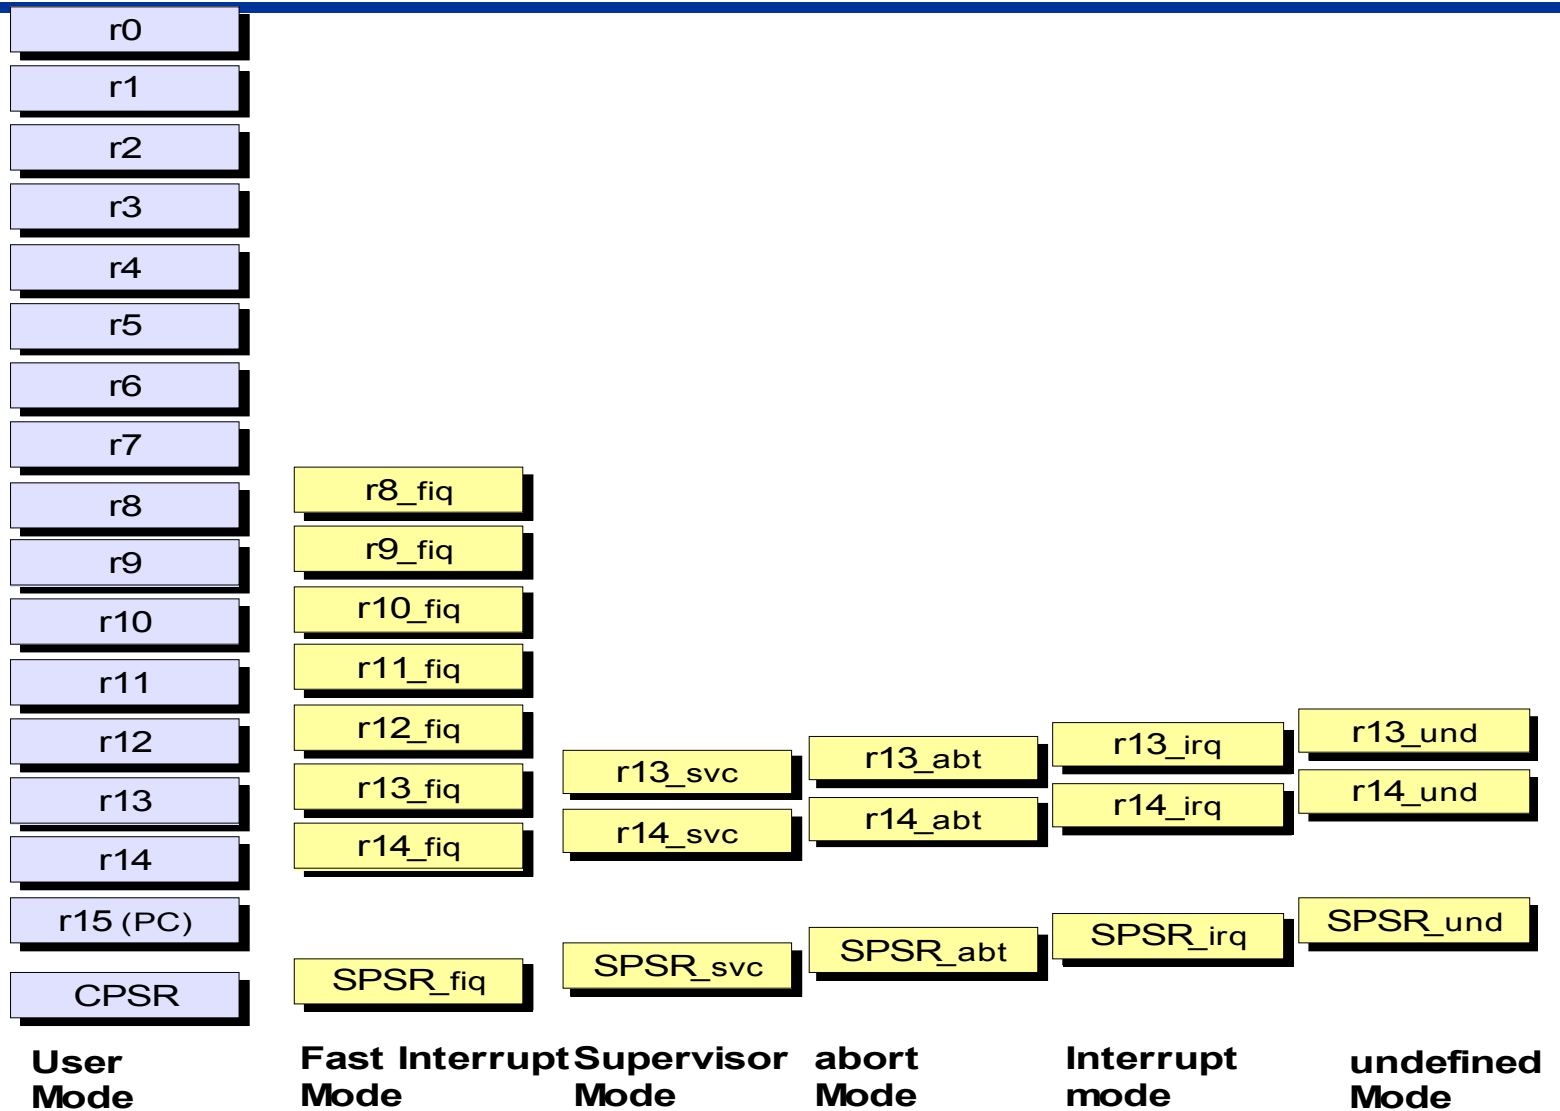 r0
r1
r2
r3
r4
r5
r6
r7
r8
r9
r10
r11
r12
r13
r14
r15 (PC)
CPSR
User
Mode
r8_fiq
r9_fiq
r10_fiq
r11_fiq
r12_fiq
r13_fiq
r14_fiq
SPSR_fiq
Fast Interrupt
Mode
r13_svc
r14_svc
SPSR_svc
Supervisor
Mode
r13_abt
r14_abt
SPSR_abt
abort
Mode
r13_irq
r14_irq
SPSR_irq
Interrupt
mode
r13_und
r14_und
SPSR_und
undefined
Mode